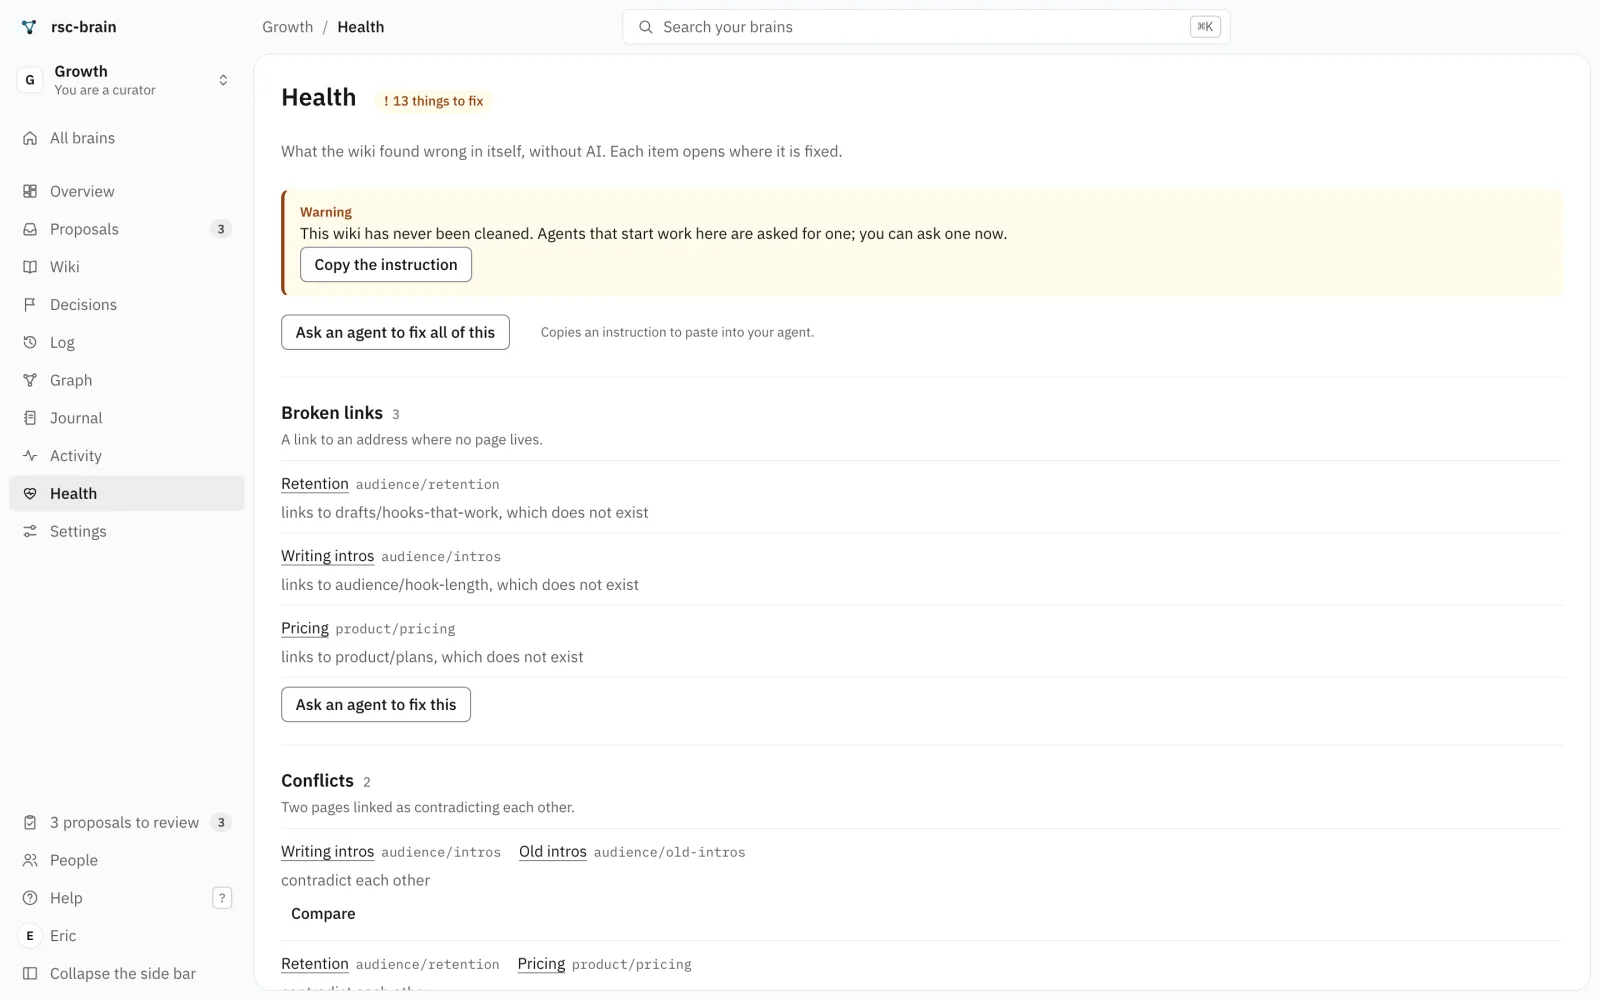 rsc-brain
Growth / Health
Search your brains
⌘K
G
Growth
You are a curator
All brains
Overview
Proposals 3
Wiki
Decisions
Log
Graph
Journal
Activity
Health
Settings
3 proposals to review 3
People
Help ?
E Eric
Collapse the side bar
Health ! 13 things to fix
What the wiki found wrong in itself, without AI. Each item opens where it is fixed.
Warning
This wiki has never been cleaned. Agents that start work here are asked for one; you can ask one now.
Copy the instruction
Ask an agent to fix all of this Copies an instruction to paste into your agent.
Broken links 3
A link to an address where no page lives.
Retention audience/retention
links to drafts/hooks-that-work, which does not exist
Writing intros audience/intros
links to audience/hook-length, which does not exist
Pricing product/pricing
links to product/plans, which does not exist
Ask an agent to fix this
Conflicts 2
Two pages linked as contradicting each other.
Writing intros audience/intros Old intros audience/old-intros
contradict each other
Compare
Retention audience/retention Pricing product/pricing